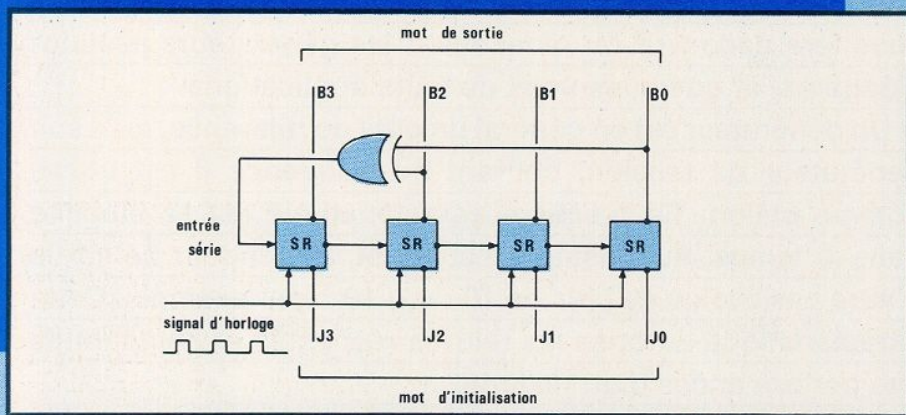 mot de sortie
B3 B2 B1 B0
entrée
série
SR SR SR SR
signal d'horloge
J3 J2 J1 J0
mot d'initialisation